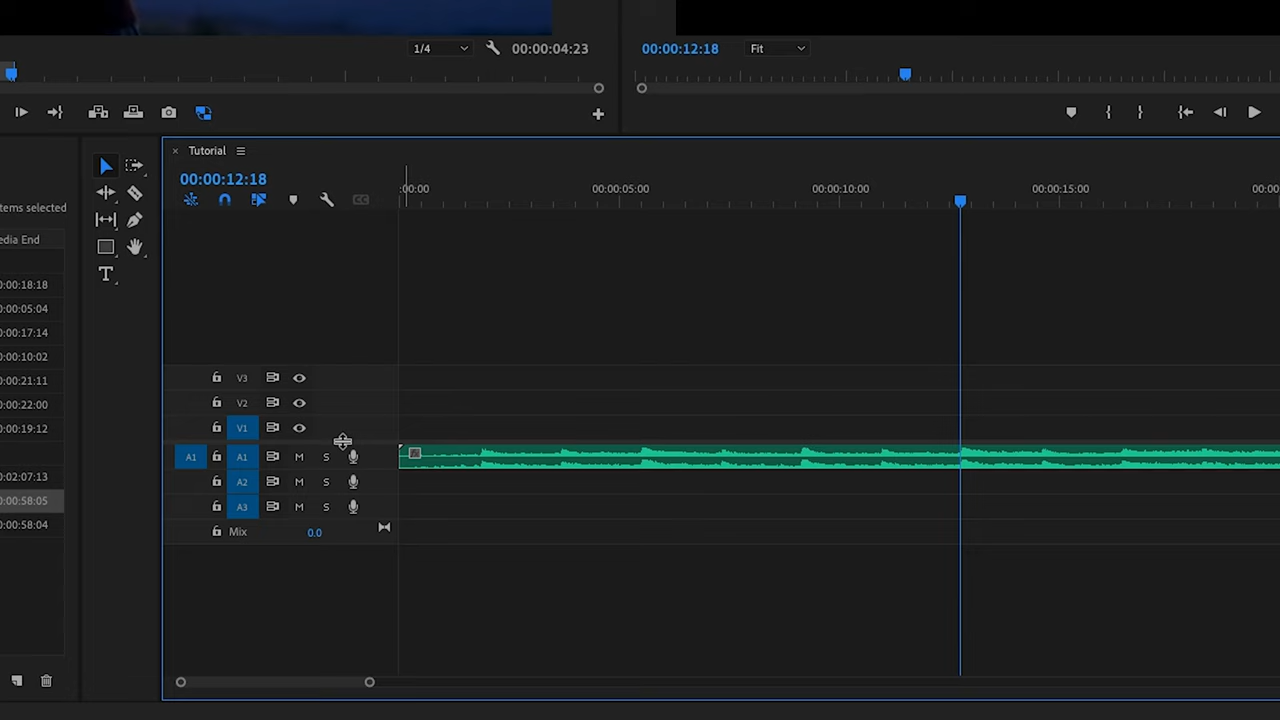 1/4
00:00:04:23
00:00:12:18
Fit
Tutorial
00:00:12:18
:00:00
00:00:05:00
00:00:10:00
00:00:15:00
00:00
tems selected
edia End
0:00:18:18
0:00:05:04
0:00:17:14
0:00:10:02
0:00:21:11
0:00:22:00
0:00:19:12
0:02:07:13
0:00:58:05
0:00:58:04
T
V3
V2
V1
A1
A1
M
S
A2
M
S
A3
M
S
Mix
0.0